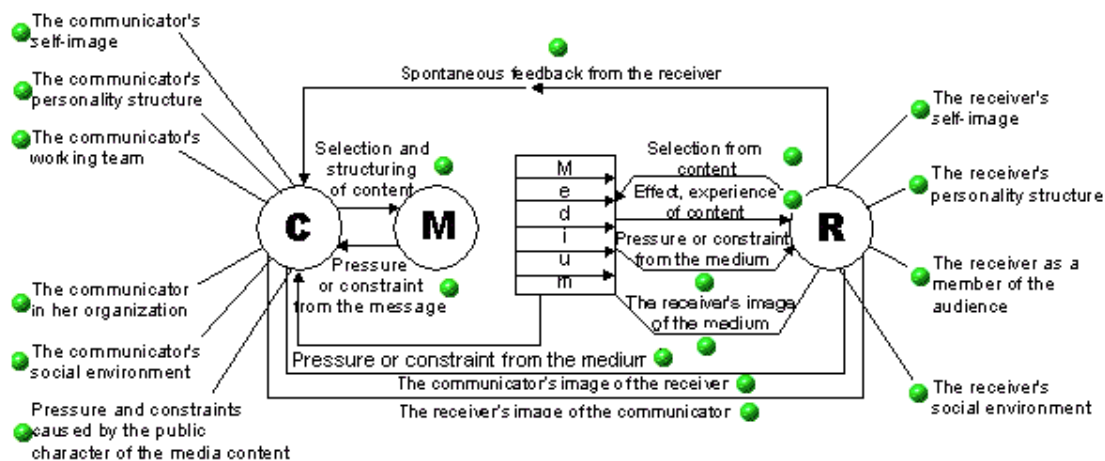 The communicator's
self-image
The communicator's
personality structure
The communicator's
working team
The communicator
in her organization
The communicator's
social environment
Pressure and constraints
caused by the public
character of the media content
Spontaneous feedback from the receiver
Selection and
structuring
of content
C
M
Pressure
or constraint
from the message
M
e
d
i
u
m
Selection from
content
Effect, experience
of content
Pressure or constraint
from the medium
The receiver's image
of the medium
R
Pressure or constraint from the medium
The communicator's image of the receiver
The receiver's image of the communicator
The receiver's
self-image
The receiver's
personality structure
The receiver as a
member of the
audience
The receiver's
social environment